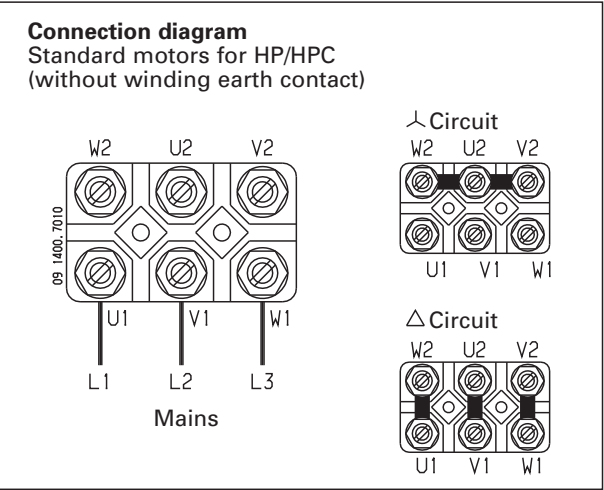 Connection diagram
Standard motors for HP/HPC
(without winding earth contact)
W2 U2 V2
09 1400.7010
U1 V1 W1
L1 L2 L3
Mains
⅄ Circuit
W2 U2 V2
U1 V1 W1
△ Circuit
W2 U2 V2
U1 V1 W1